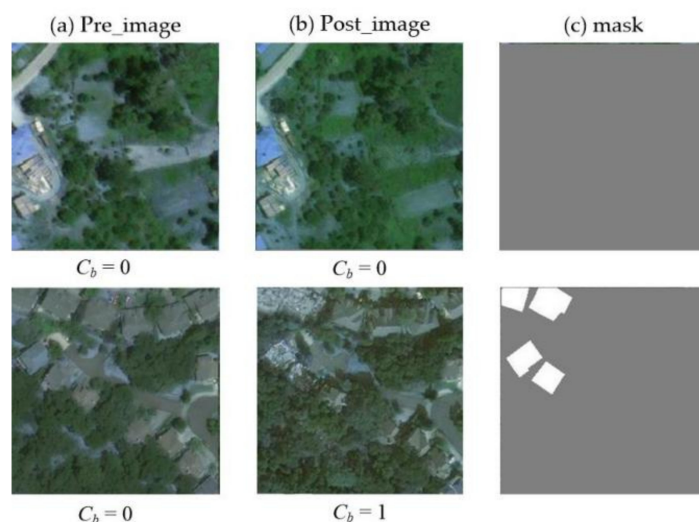 (a) Pre_image (b) Post_image (c) mask
C_b = 0 C_b = 0
C_b = 0 C_b = 1